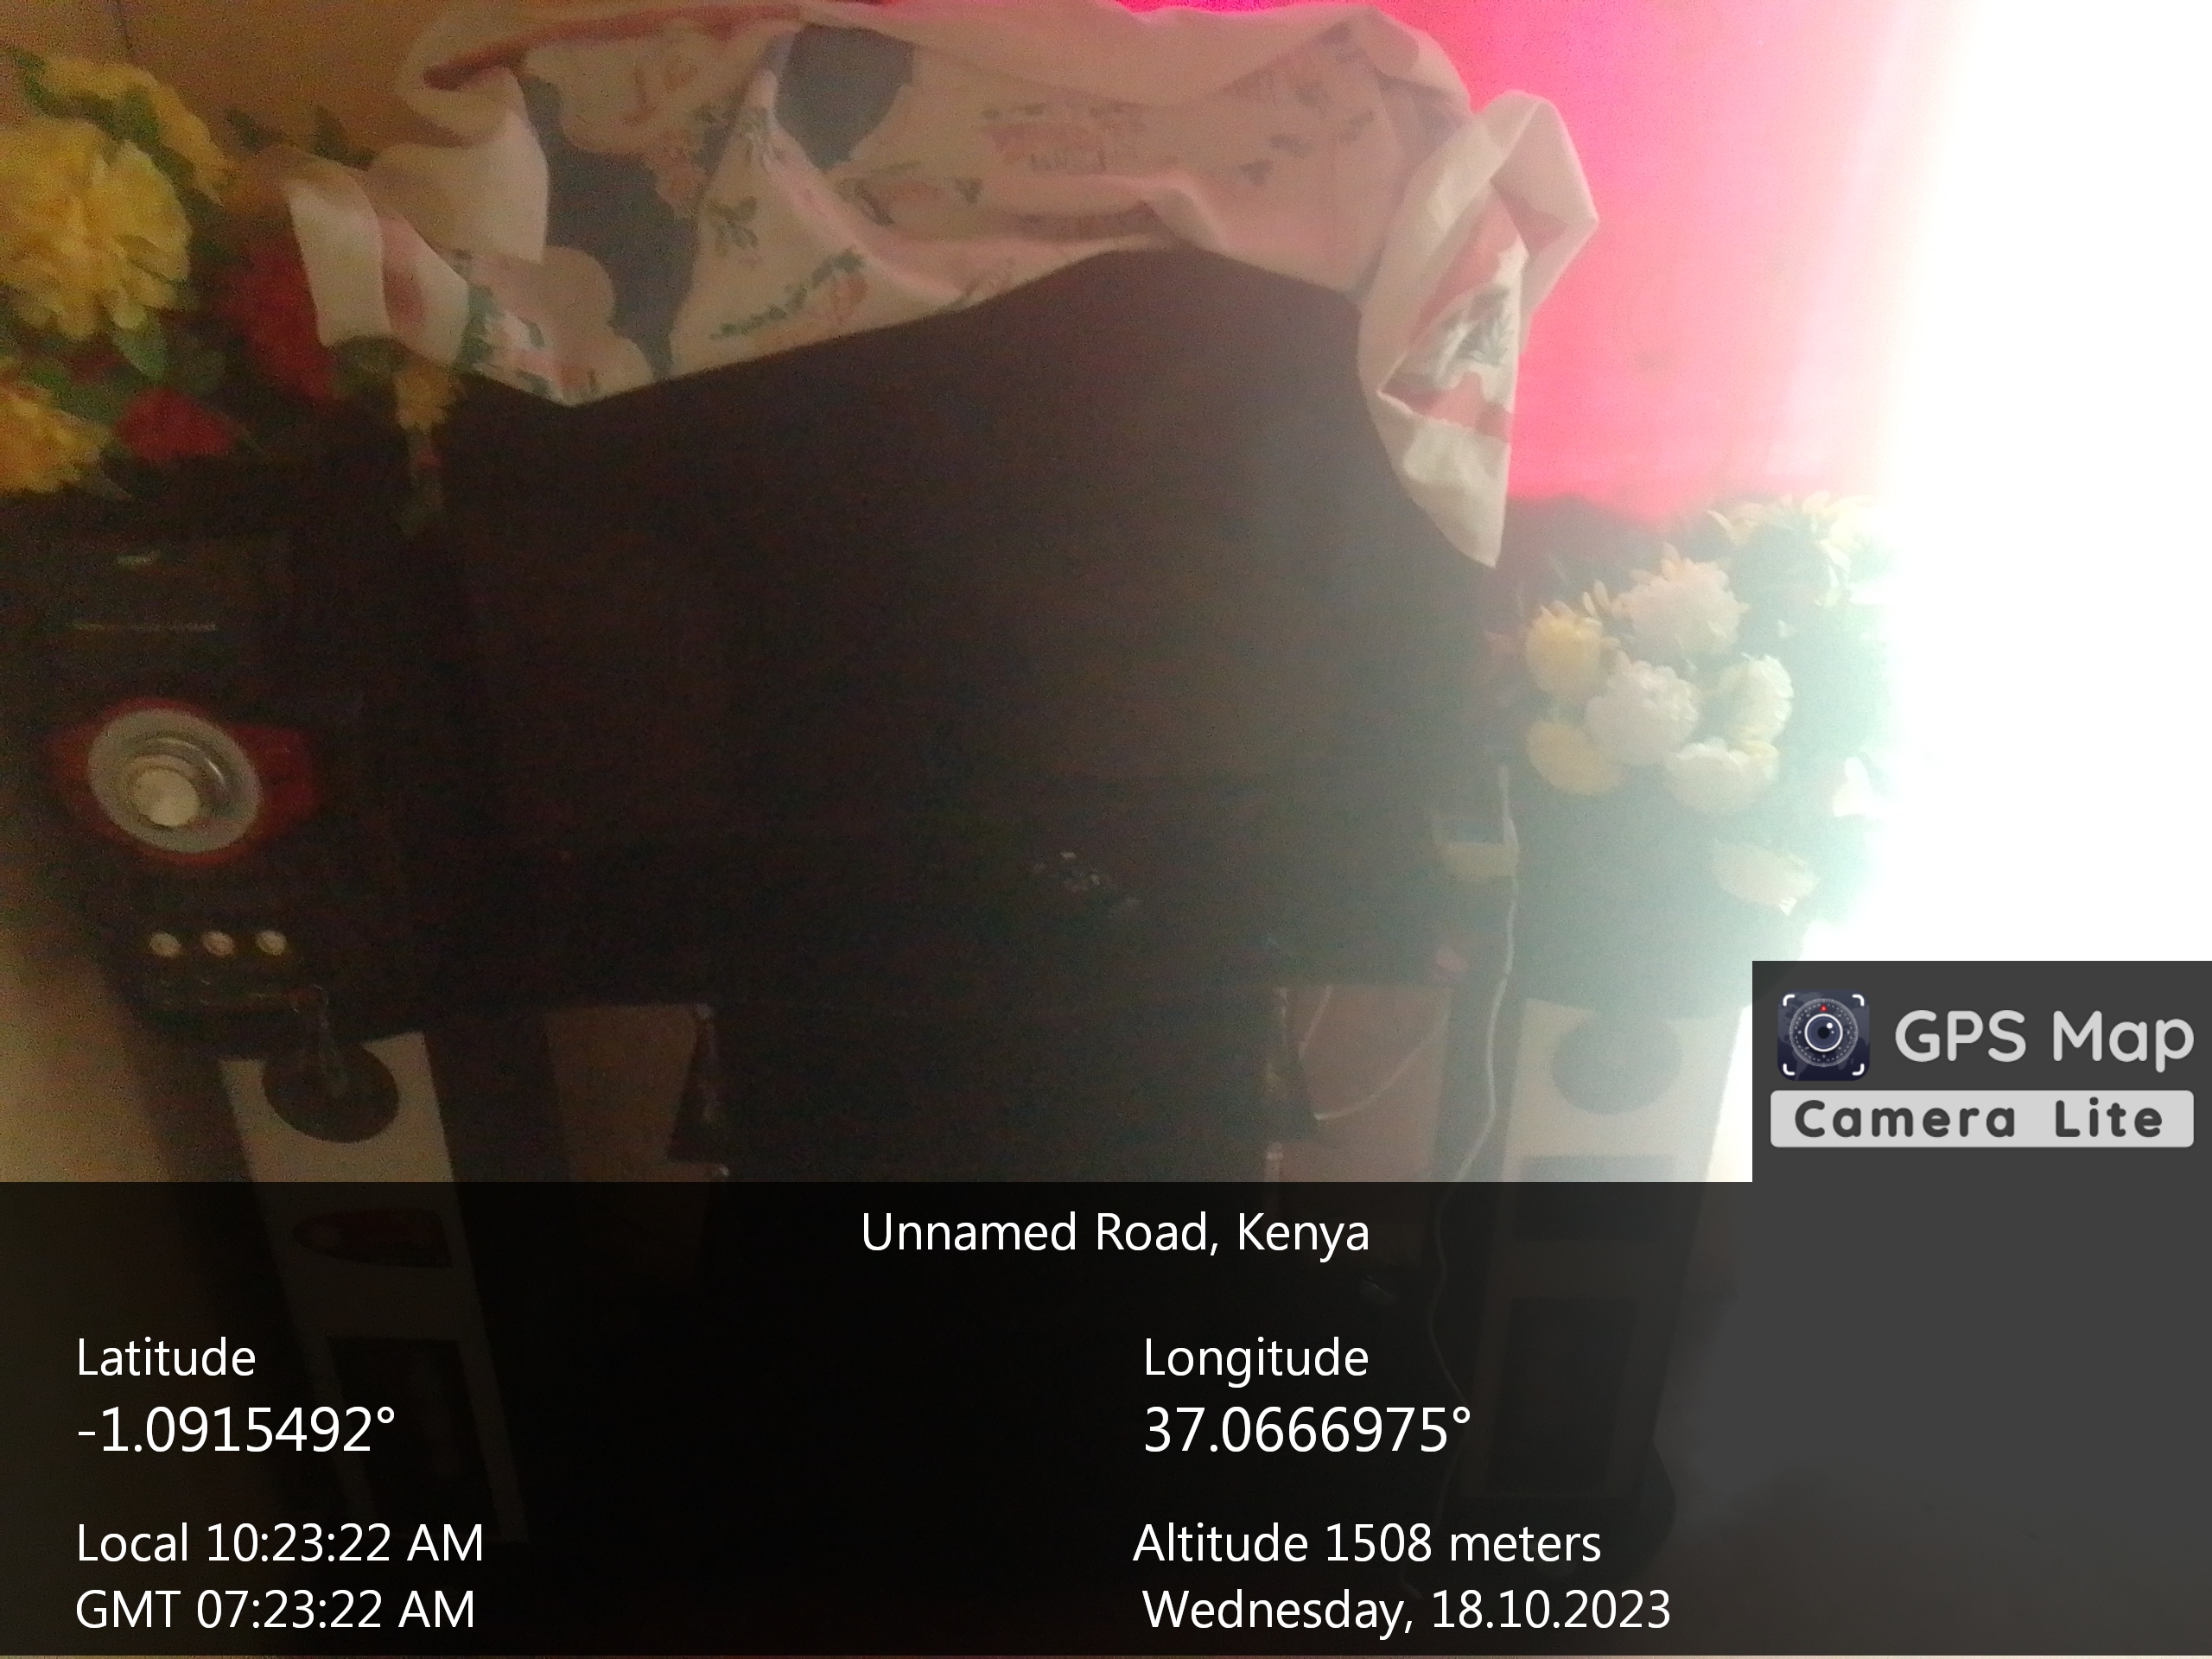 GPS Map
Camera Lite
Unnamed Road, Kenya
Latitude
-1.0915492°
Longitude
37.0666975°
Local 10:23:22 AM
GMT 07:23:22 AM
Altitude 1508 meters
Wednesday, 18.10.2023